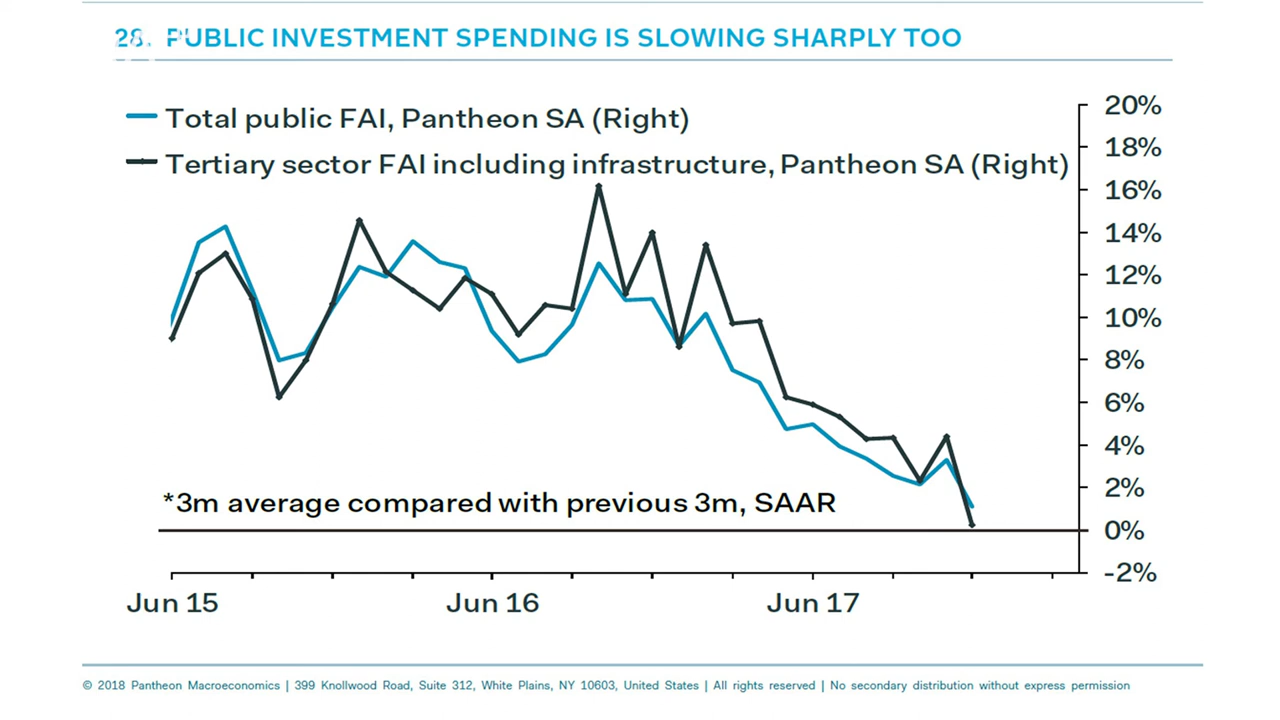 28. PUBLIC INVESTMENT SPENDING IS SLOWING SHARPLY TOO
Total public FAI, Pantheon SA (Right)
Tertiary sector FAI including infrastructure, Pantheon SA (Right)
20%
18%
16%
14%
12%
10%
8%
6%
4%
2%
0%
-2%
*3m average compared with previous 3m, SAAR
Jun 15 Jun 16 Jun 17
© 2018 Pantheon Macroeconomics | 399 Knollwood Road, Suite 312, White Plains, NY 10603, United States | All rights reserved | No secondary distribution without express permission